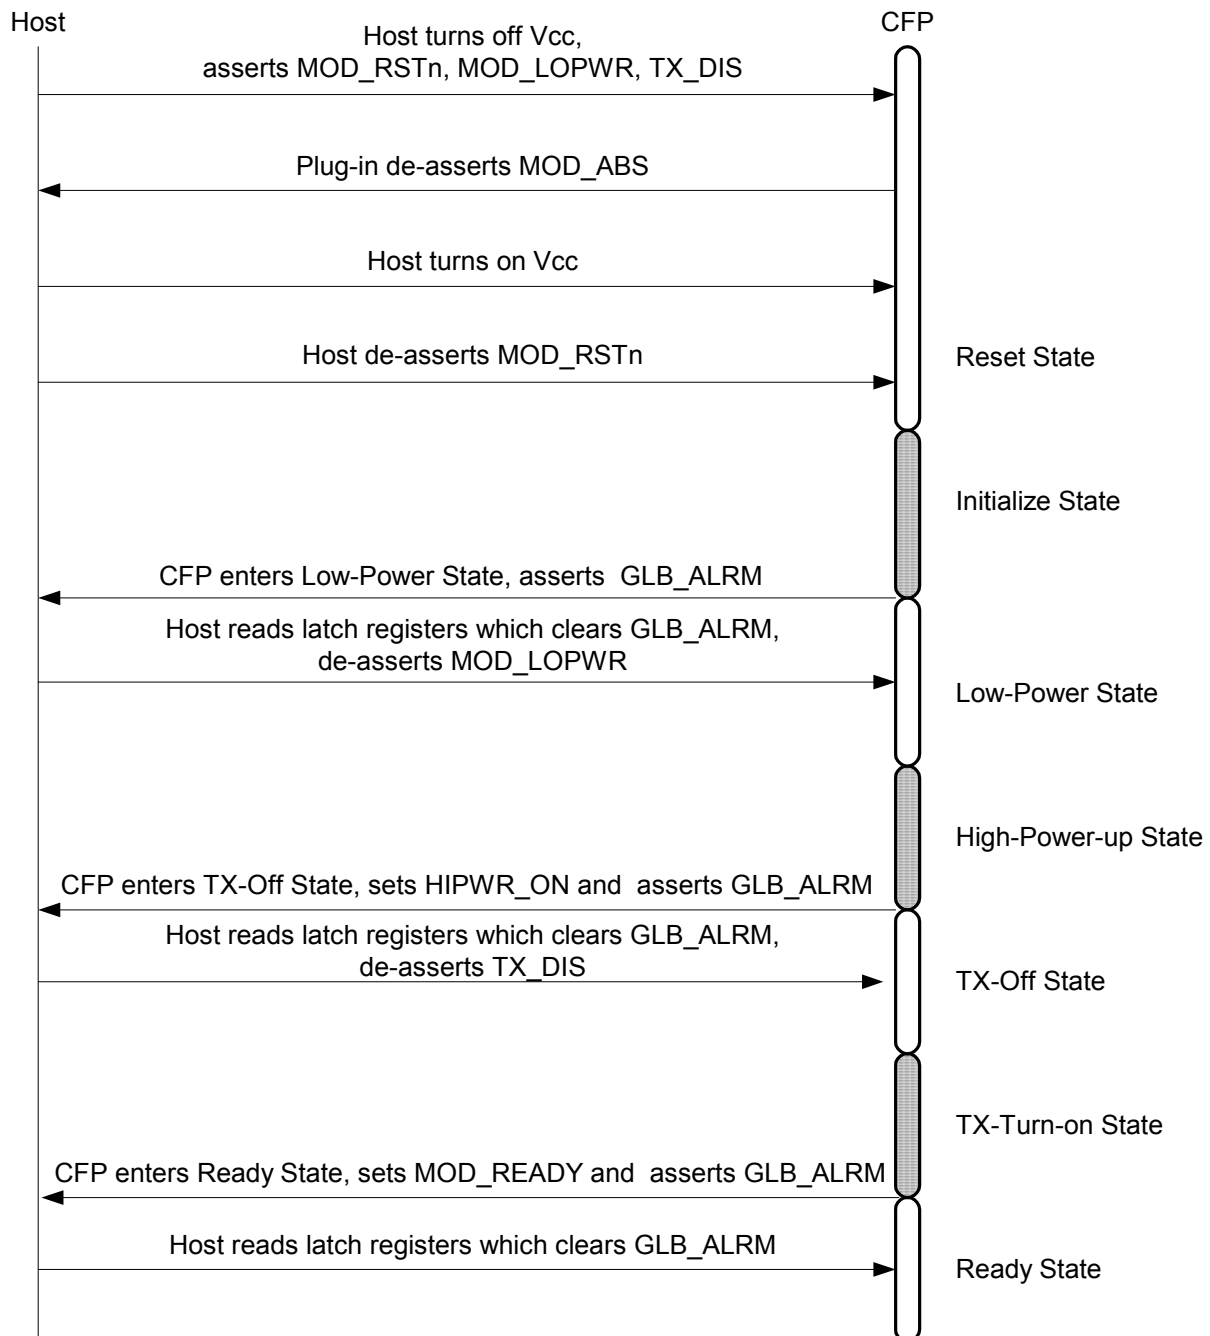 Host
CFP
Host turns off Vcc,
asserts MOD_RSTn, MOD_LOPWR, TX_DIS
Plug-in de-asserts MOD_ABS
Host turns on Vcc
Host de-asserts MOD_RSTn
Reset State
Initialize State
CFP enters Low-Power State, asserts GLB_ALRM
Host reads latch registers which clears GLB_ALRM,
de-asserts MOD_LOPWR
Low-Power State
High-Power-up State
CFP enters TX-Off State, sets HIPWR_ON and asserts GLB_ALRM
Host reads latch registers which clears GLB_ALRM,
de-asserts TX_DIS
TX-Off State
TX-Turn-on State
CFP enters Ready State, sets MOD_READY and asserts GLB_ALRM
Host reads latch registers which clears GLB_ALRM
Ready State